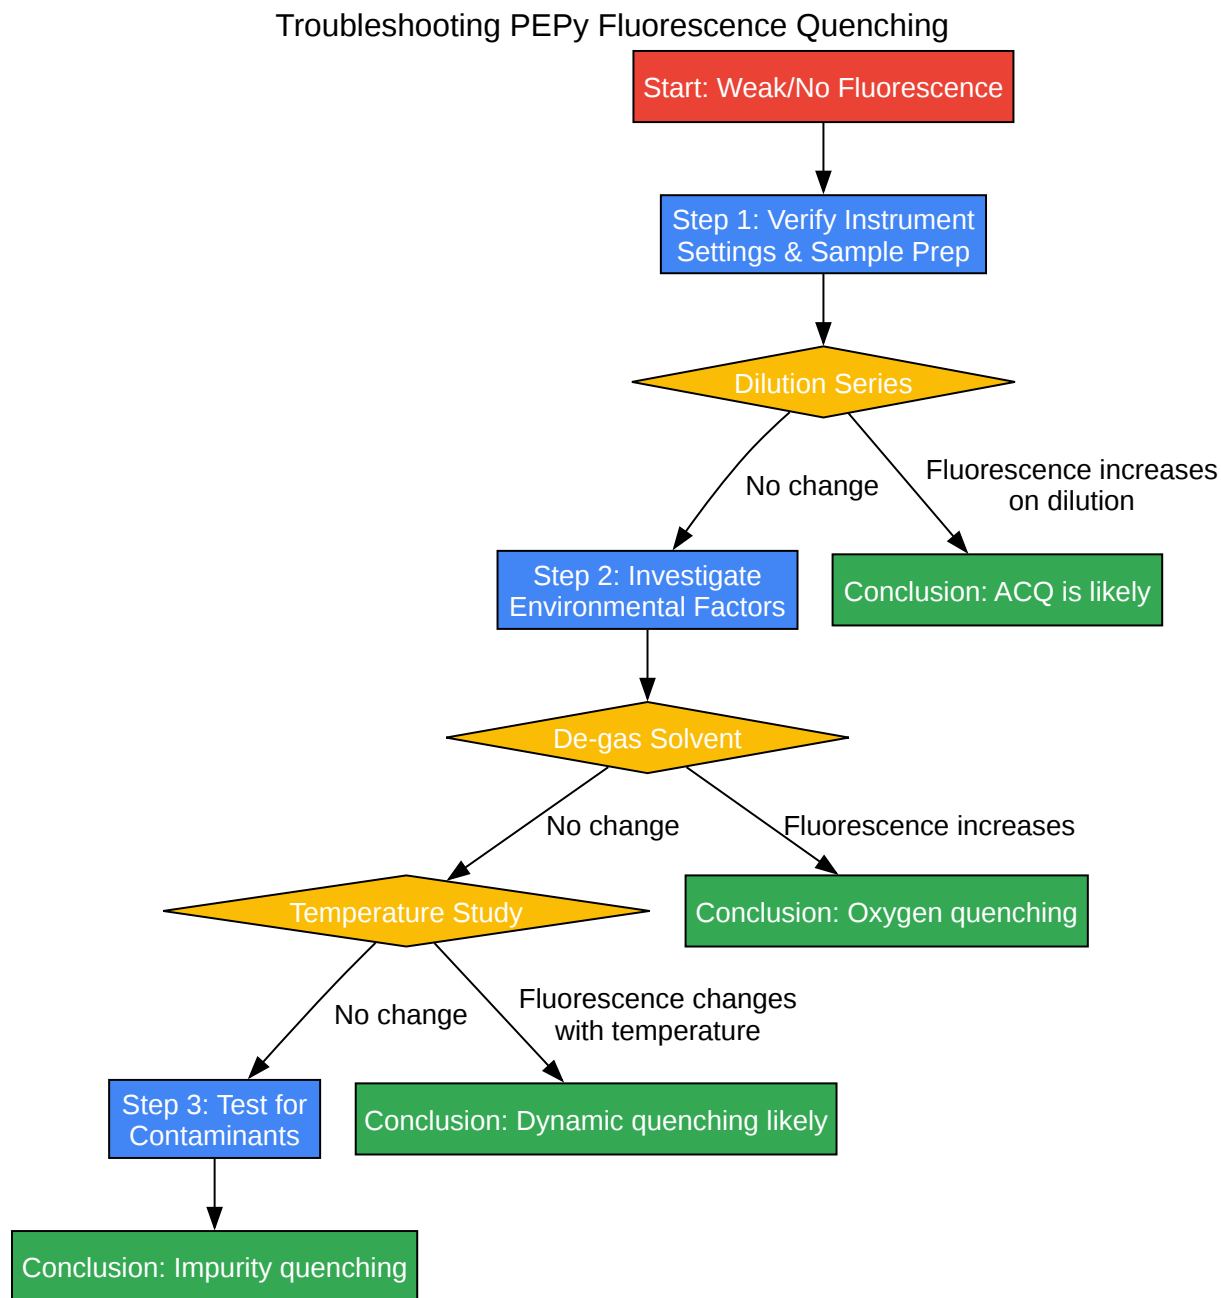 Troubleshooting PEPy Fluorescence Quenching
Start: Weak/No Fluorescence
Step 1: Verify Instrument
Settings & Sample Prep
Dilution Series
No change
Fluorescence increases
on dilution
Step 2: Investigate
Environmental Factors
Conclusion: ACQ is likely
De-gas Solvent
No change
Fluorescence increases
Temperature Study
Conclusion: Oxygen quenching
No change
Fluorescence changes
with temperature
Step 3: Test for
Contaminants
Conclusion: Dynamic quenching likely
Conclusion: Impurity quenching